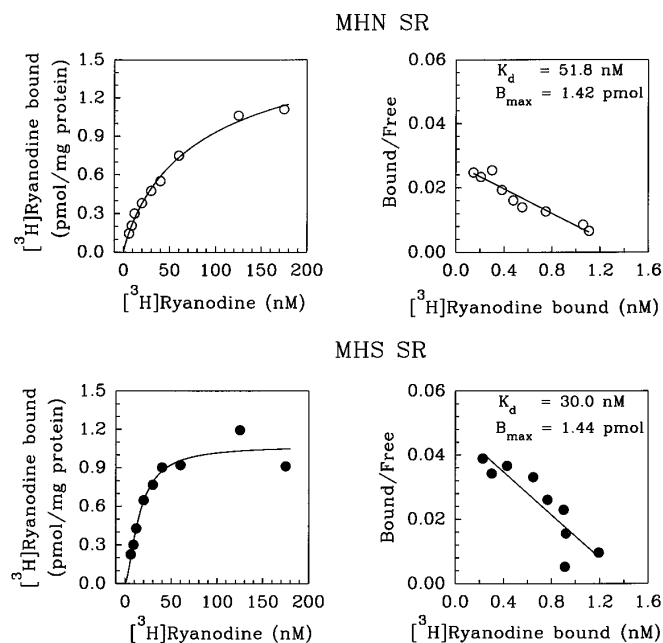 MHN SR
[³H]Ryanodine bound
(pmol/mg protein)
1.5
1.2
0.9
0.6
0.3
0.0
0 50 100 150 200
[³H]Ryanodine (nM)
Bound/Free
0.06
0.04
0.02
0.00
K_d = 51.8 nM
B_max = 1.42 pmol
0.0 0.4 0.8 1.2 1.6
[³H]Ryanodine bound (nM)
MHS SR
[³H]Ryanodine bound
(pmol/mg protein)
1.5
1.2
0.9
0.6
0.3
0.0
0 50 100 150 200
[³H]Ryanodine (nM)
Bound/Free
0.06
0.04
0.02
0.00
K_d = 30.0 nM
B_max = 1.44 pmol
0.0 0.4 0.8 1.2 1.6
[³H]Ryanodine bound (nM)